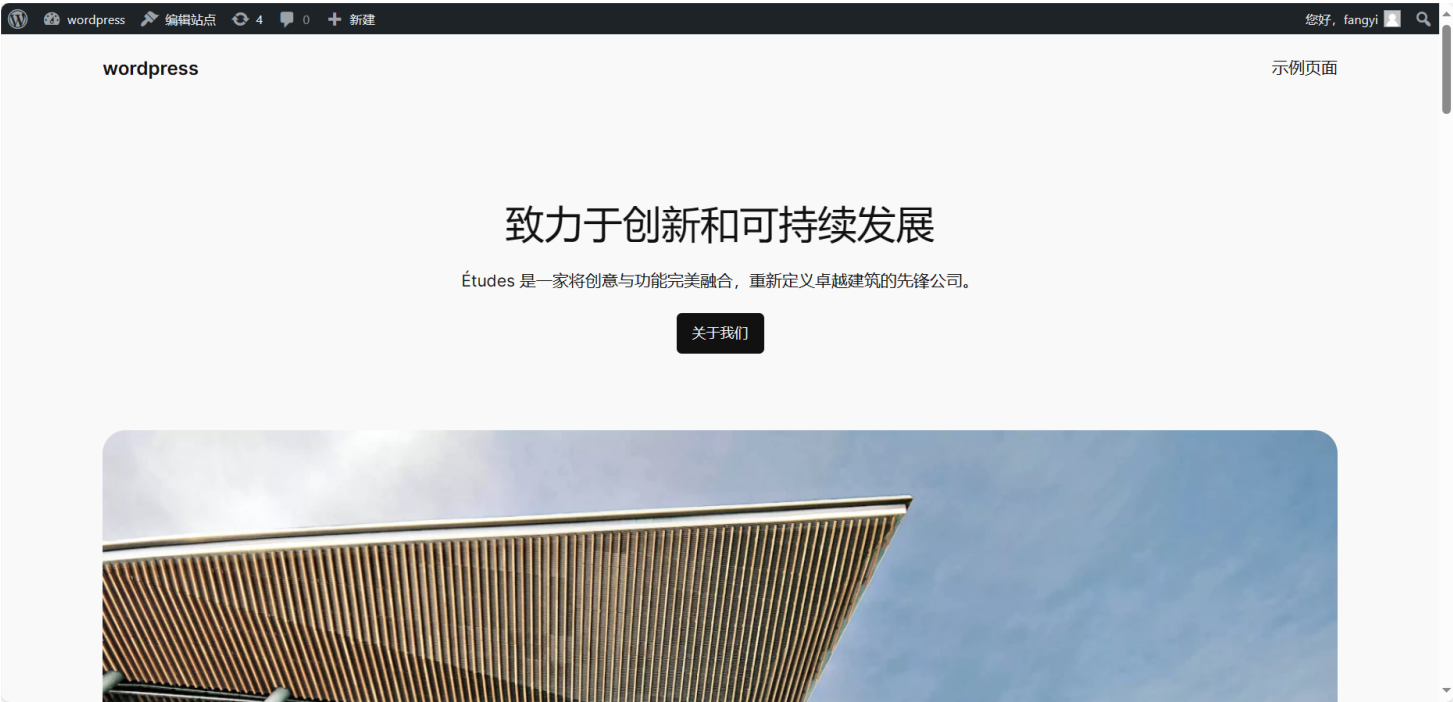 wordpress 编辑站点 4 0 新建 您好，fangyi
wordpress 示例页面
致力于创新和可持续发展
Études 是一家将创意与功能完美融合，重新定义卓越建筑的先锋公司。
关于我们